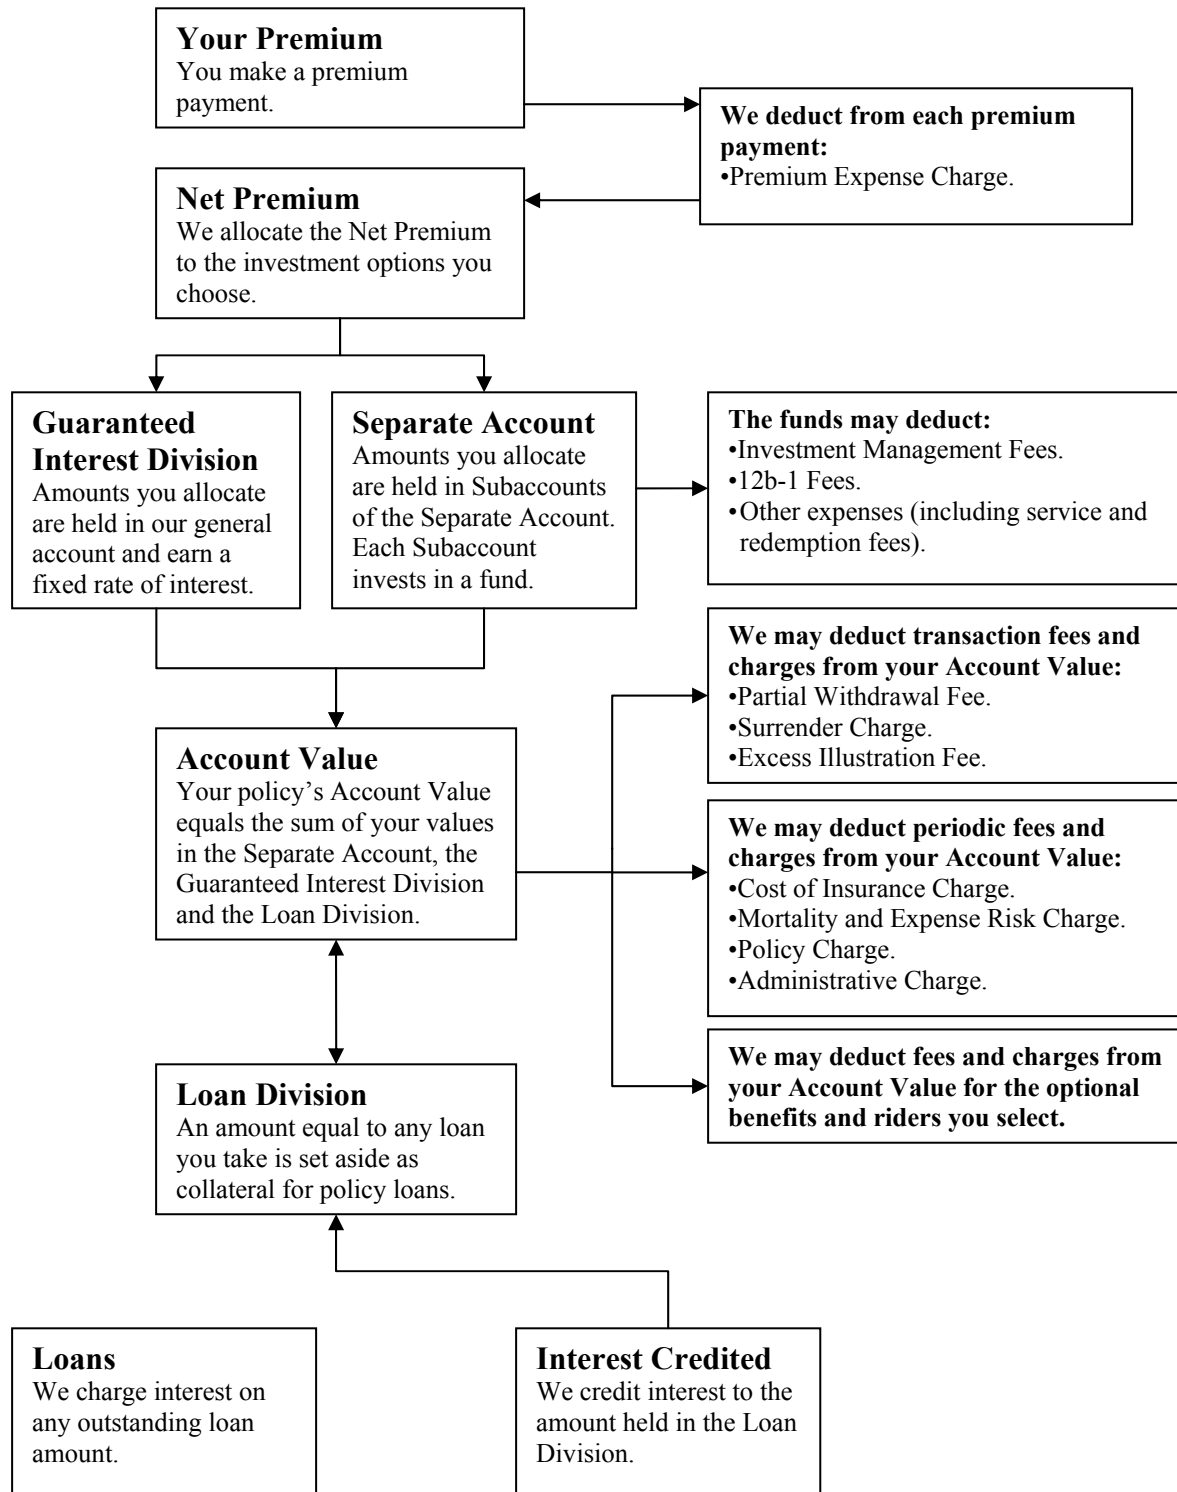 Your Premium
You make a premium
payment.
We deduct from each premium
payment:
•Premium Expense Charge.
Net Premium
We allocate the Net Premium
to the investment options you
choose.
Guaranteed
Interest Division
Amounts you allocate
are held in our general
account and earn a
fixed rate of interest.
Separate Account
Amounts you allocate
are held in Subaccounts
of the Separate Account.
Each Subaccount
invests in a fund.
The funds may deduct:
•Investment Management Fees.
•12b-1 Fees.
•Other expenses (including service and
redemption fees).
We may deduct transaction fees and
charges from your Account Value:
•Partial Withdrawal Fee.
•Surrender Charge.
•Excess Illustration Fee.
Account Value
Your policy’s Account Value
equals the sum of your values
in the Separate Account, the
Guaranteed Interest Division
and the Loan Division.
We may deduct periodic fees and
charges from your Account Value:
•Cost of Insurance Charge.
•Mortality and Expense Risk Charge.
•Policy Charge.
•Administrative Charge.
We may deduct fees and charges from
your Account Value for the optional
benefits and riders you select.
Loan Division
An amount equal to any loan
you take is set aside as
collateral for policy loans.
Loans
We charge interest on
any outstanding loan
amount.
Interest Credited
We credit interest to the
amount held in the Loan
Division.